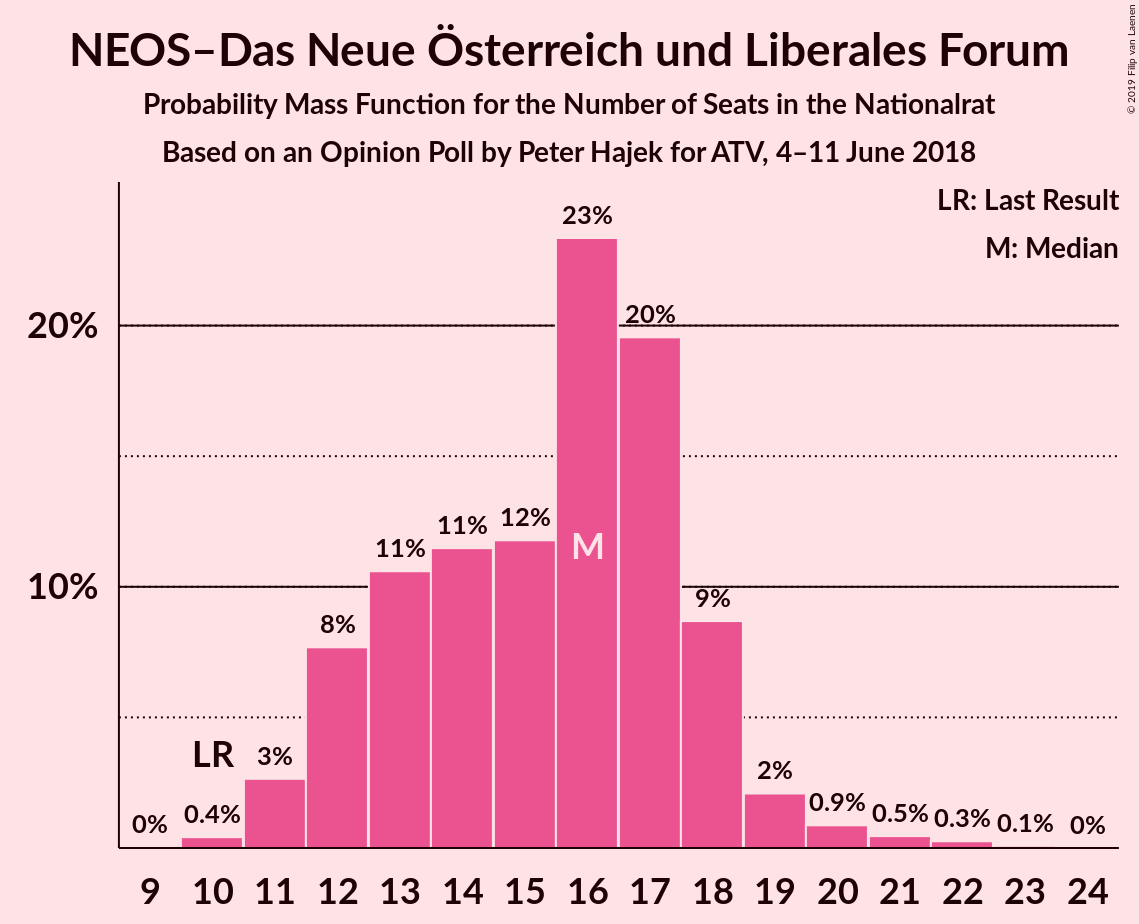 NEOS–Das Neue Österreich und Liberales Forum
Probability Mass Function for the Number of Seats in the Nationalrat
Based on an Opinion Poll by Peter Hajek for ATV, 4–11 June 2018
© 2019 Filip van Laenen
LR: Last Result
M: Median
20%
10%
0%
0.4%
3%
8%
11%
11%
12%
23%
20%
9%
2%
0.9%
0.5%
0.3%
0.1%
0%
LR
M
9 10 11 12 13 14 15 16 17 18 19 20 21 22 23 24